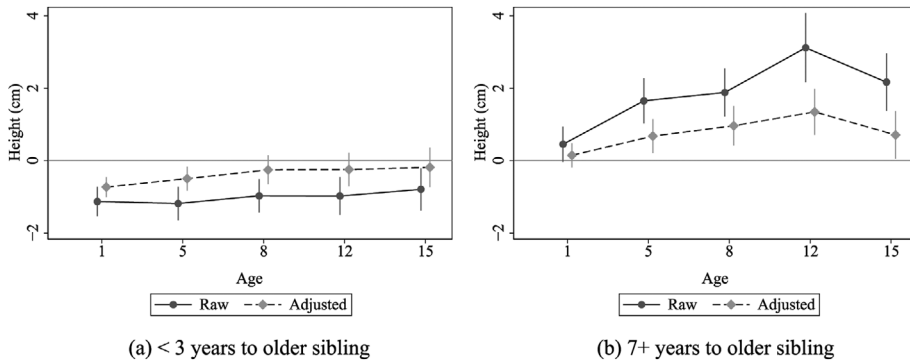 4
2
0
−2
Height (cm)
1 5 8 12 15
Age
Raw Adjusted
(a) < 3 years to older sibling
4
2
0
−2
Height (cm)
1 5 8 12 15
Age
Raw Adjusted
(b) 7+ years to older sibling